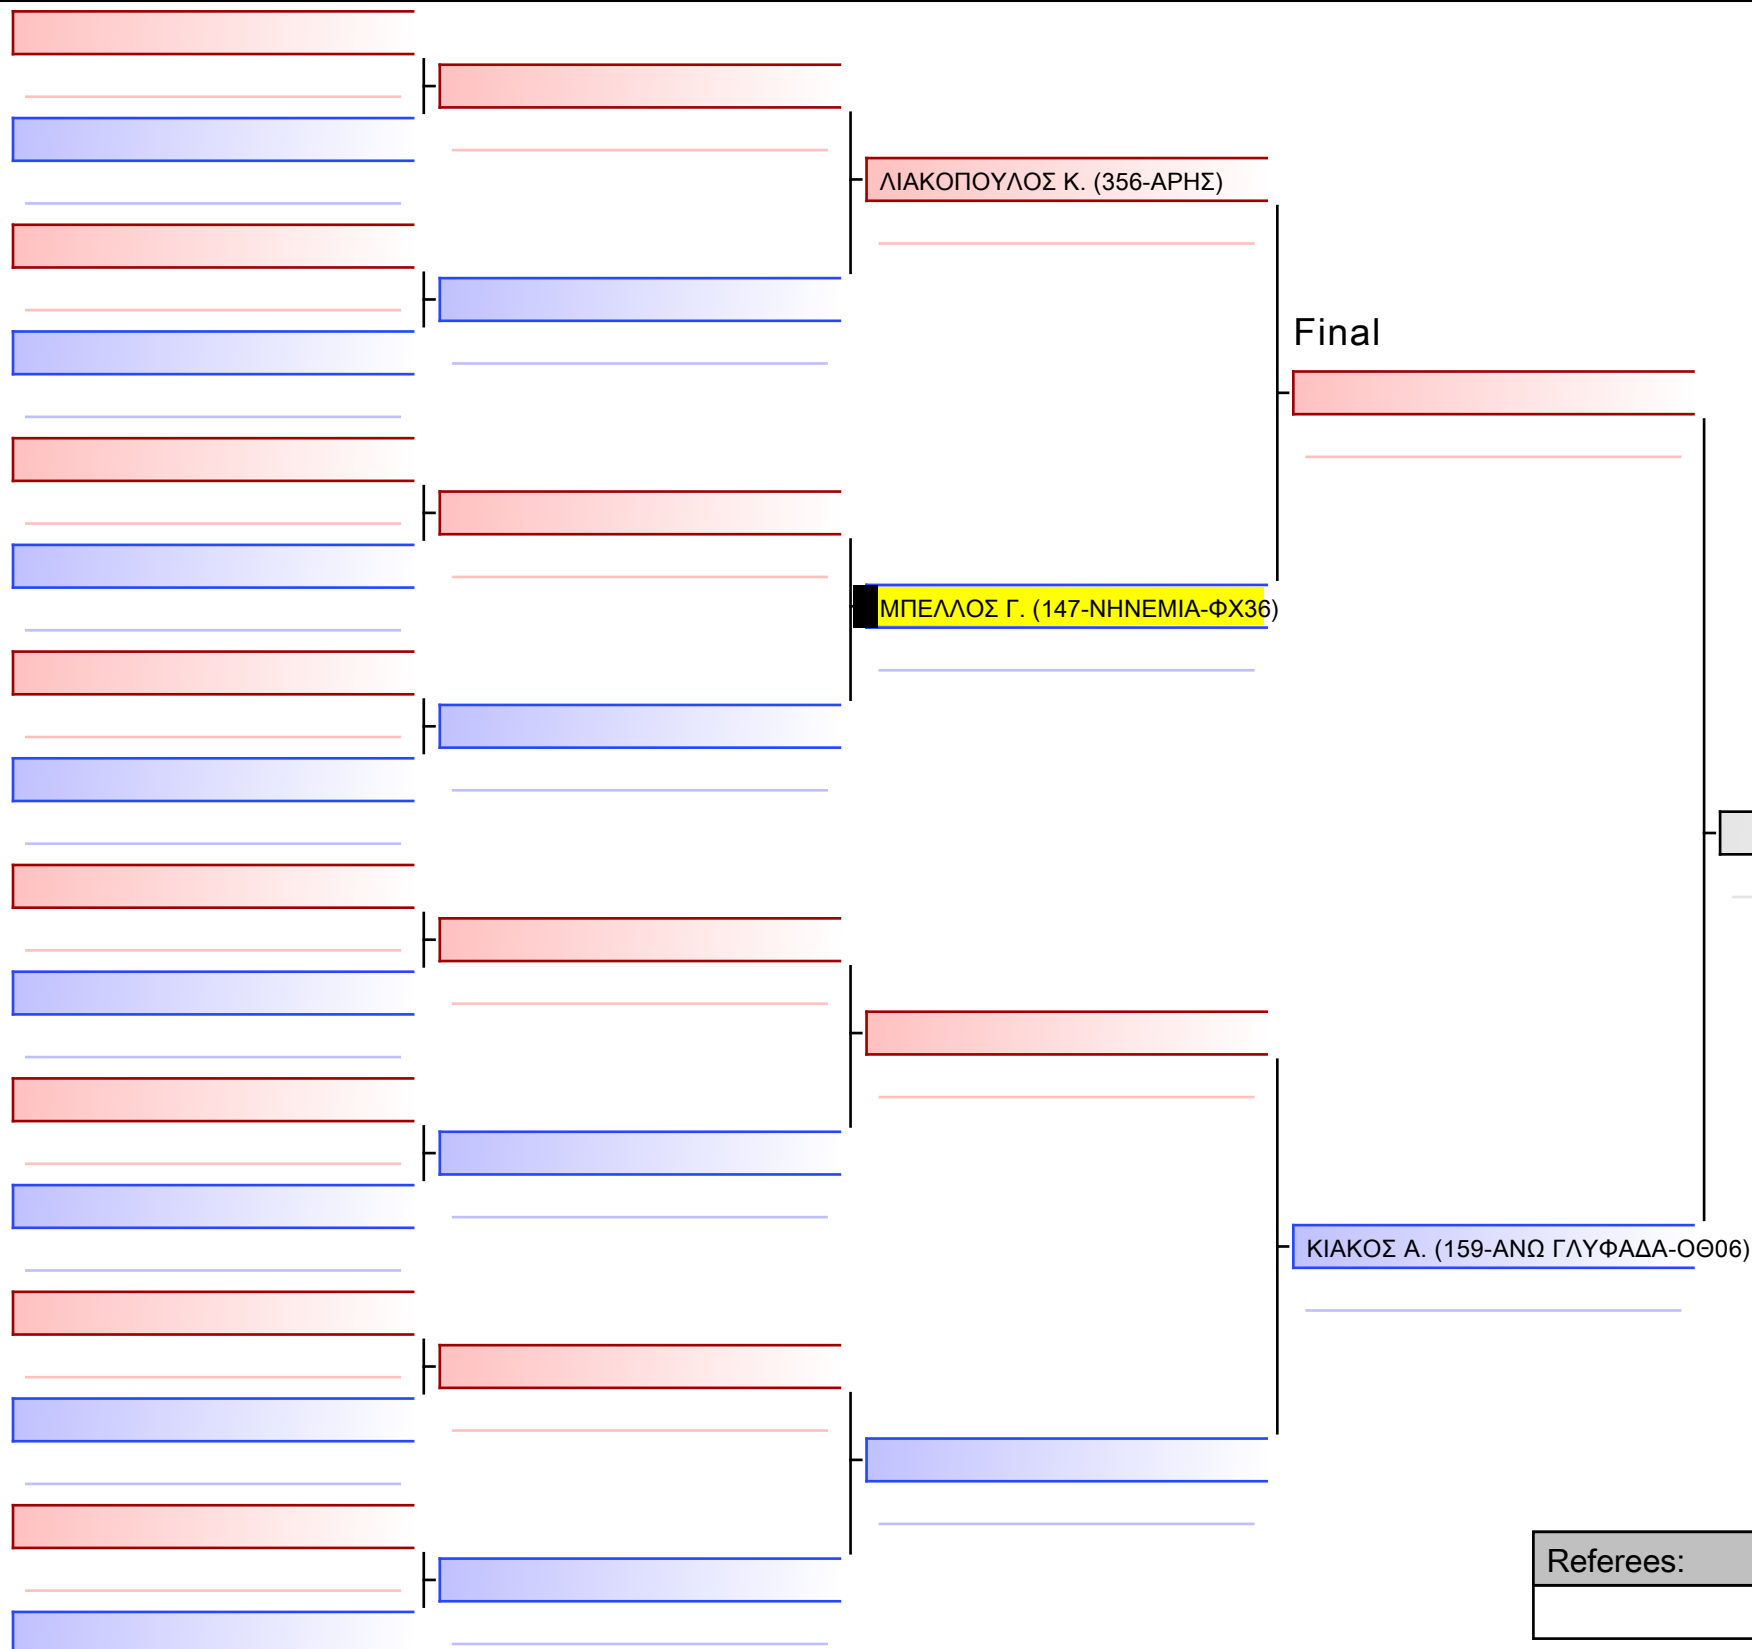 ΛΙΑΚΟΠΟΥΛΟΣ Κ. (356-ΑΡΗΣ)
Final
ΜΠΕΛΛΟΣ Γ. (147-ΝΗΝΕΜΙΑ-ΦΧ36)
ΚΙΑΚΟΣ Α. (159-ΑΝΩ ΓΛΥΦΑΔΑ-ΟΘ06)
Referees: